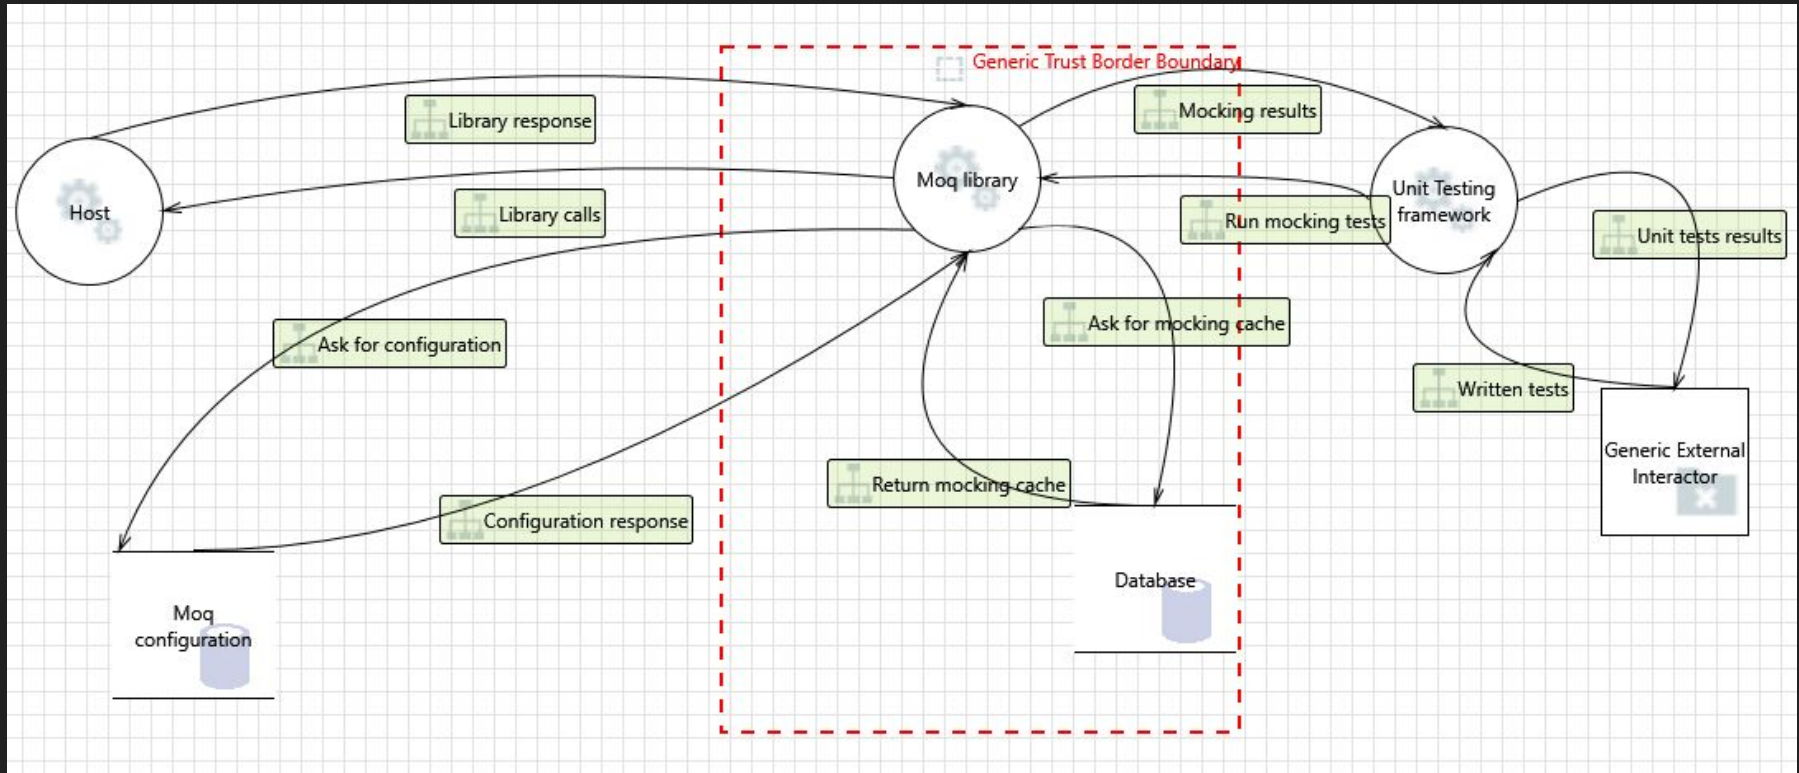 Generic Trust Border Boundary
Library response
Mocking results
Moq library
Host
Library calls
Unit Testing
framework
Run mocking tests
Unit tests results
Ask for configuration
Ask for mocking cache
Written tests
Generic External
Interactor
Return mocking cache
Configuration response
Database
Moq
configuration